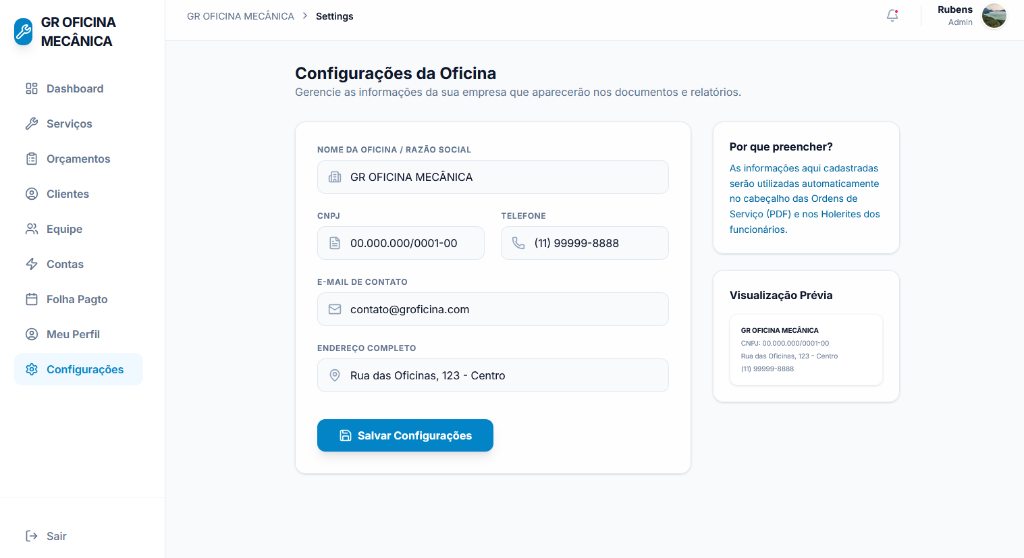 GR OFICINA
MECÂNICA
Dashboard
Serviços
Orçamentos
Clientes
Equipe
Contas
Folha Pagto
Meu Perfil
Configurações
Sair
GR OFICINA MECÂNICA > Settings
Rubens
Admin
Configurações da Oficina
Gerencie as informações da sua empresa que aparecerão nos documentos e relatórios.
NOME DA OFICINA / RAZÃO SOCIAL
GR OFICINA MECÂNICA
CNPJ
00.000.000/0001-00
TELEFONE
(11) 99999-8888
E-MAIL DE CONTATO
contato@groficina.com
ENDEREÇO COMPLETO
Rua das Oficinas, 123 - Centro
Salvar Configurações
Por que preencher?
As informações aqui cadastradas
serão utilizadas automaticamente
no cabeçalho das Ordens de
Serviço (PDF) e nos Holerites dos
funcionários.
Visualização Prévia
GR OFICINA MECÂNICA
CNPJ: 00.000.000/0001-00
Rua das Oficinas, 123 - Centro
(11) 99999-8888